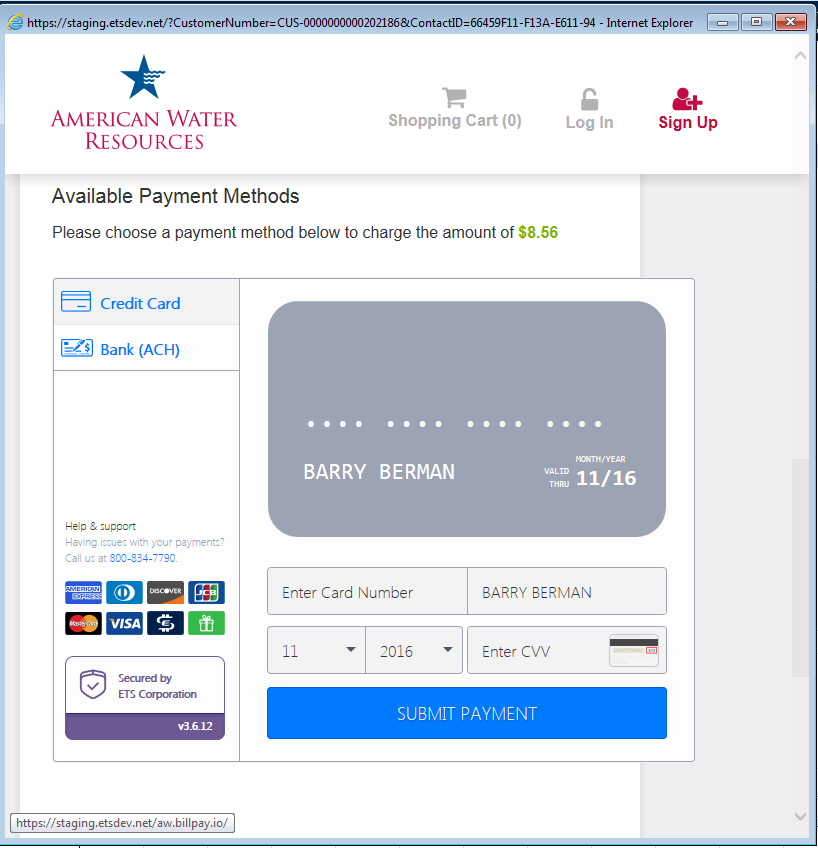 https://staging.etsdev.net/?CustomerNumber=CUS-0000000000202186&ContactID=66459F11-F13A-E611-94 - Internet Explorer
AMERICAN WATER
RESOURCES
Shopping Cart (0)
Log In
Sign Up
Available Payment Methods
Please choose a payment method below to charge the amount of $8.56
Credit Card
Bank (ACH)
•••• •••• •••• ••••
BARRY BERMAN
MONTH/YEAR
VALID
THRU
11/16
Help & support
Having issues with your payments?
Call us at 800-834-7790.
AMERICAN
EXPRESS
DISCOVER
JCB
MasterCard
VISA
Enter Card Number
BARRY BERMAN
11
2016
Enter CVV
SUBMIT PAYMENT
Secured by
ETS Corporation
v3.6.12
https://staging.etsdev.net/aw.billpay.io/